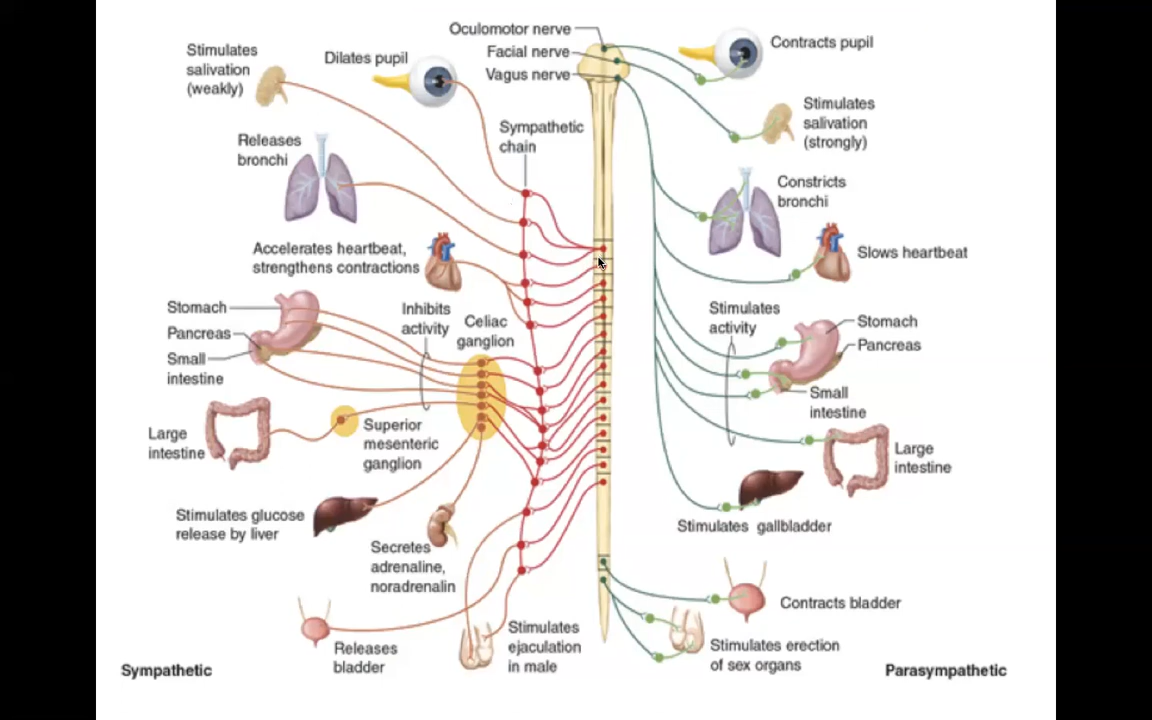 Oculomotor nerve
Facial nerve
Vagus nerve
Stimulates
salivation
(weakly)
Dilates pupil
Contracts pupil
Stimulates
salivation
(strongly)
Sympathetic
chain
Releases
bronchi
Constricts
bronchi
Accelerates heartbeat,
strengthens contractions
Slows heartbeat
Stomach
Pancreas
Small
intestine
Inhibits
activity
Celiac
ganglion
Stimulates
activity
Stomach
Pancreas
Small
intestine
Large
intestine
Superior
mesenteric
ganglion
Large
intestine
Stimulates glucose
release by liver
Secretes
adrenaline,
noradrenalin
Stimulates gallbladder
Releases
bladder
Stimulates
ejaculation
in male
Contracts bladder
Stimulates erection
of sex organs
Sympathetic
Parasympathetic